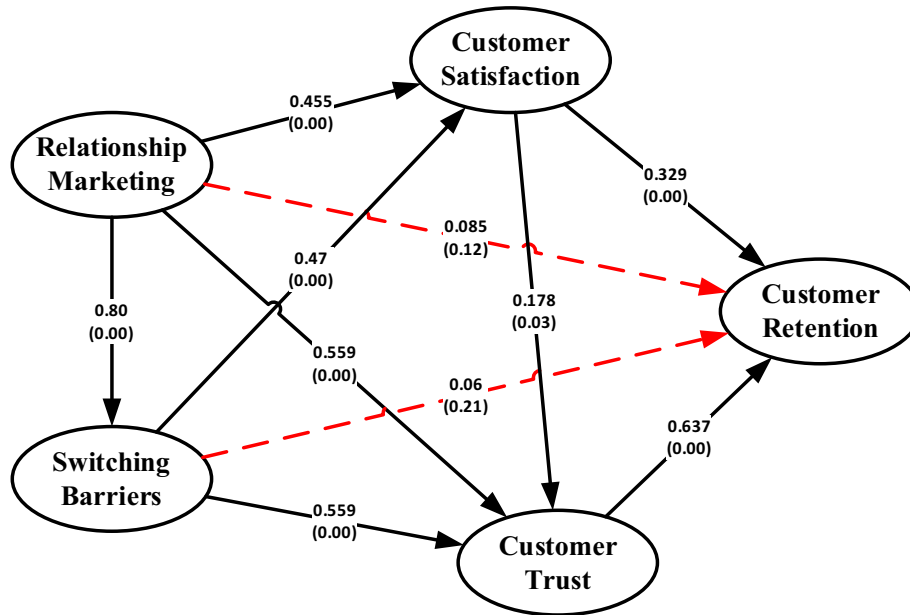 Customer
Satisfaction
0.455
(0.00)
Relationship
Marketing
0.329
(0.00)
0.085
(0.12)
0.47
(0.00)
0.178
(0.03)
Customer
Retention
0.80
(0.00)
0.559
(0.00)
0.06
(0.21)
0.637
(0.00)
Switching
Barriers
0.559
(0.00)
Customer
Trust